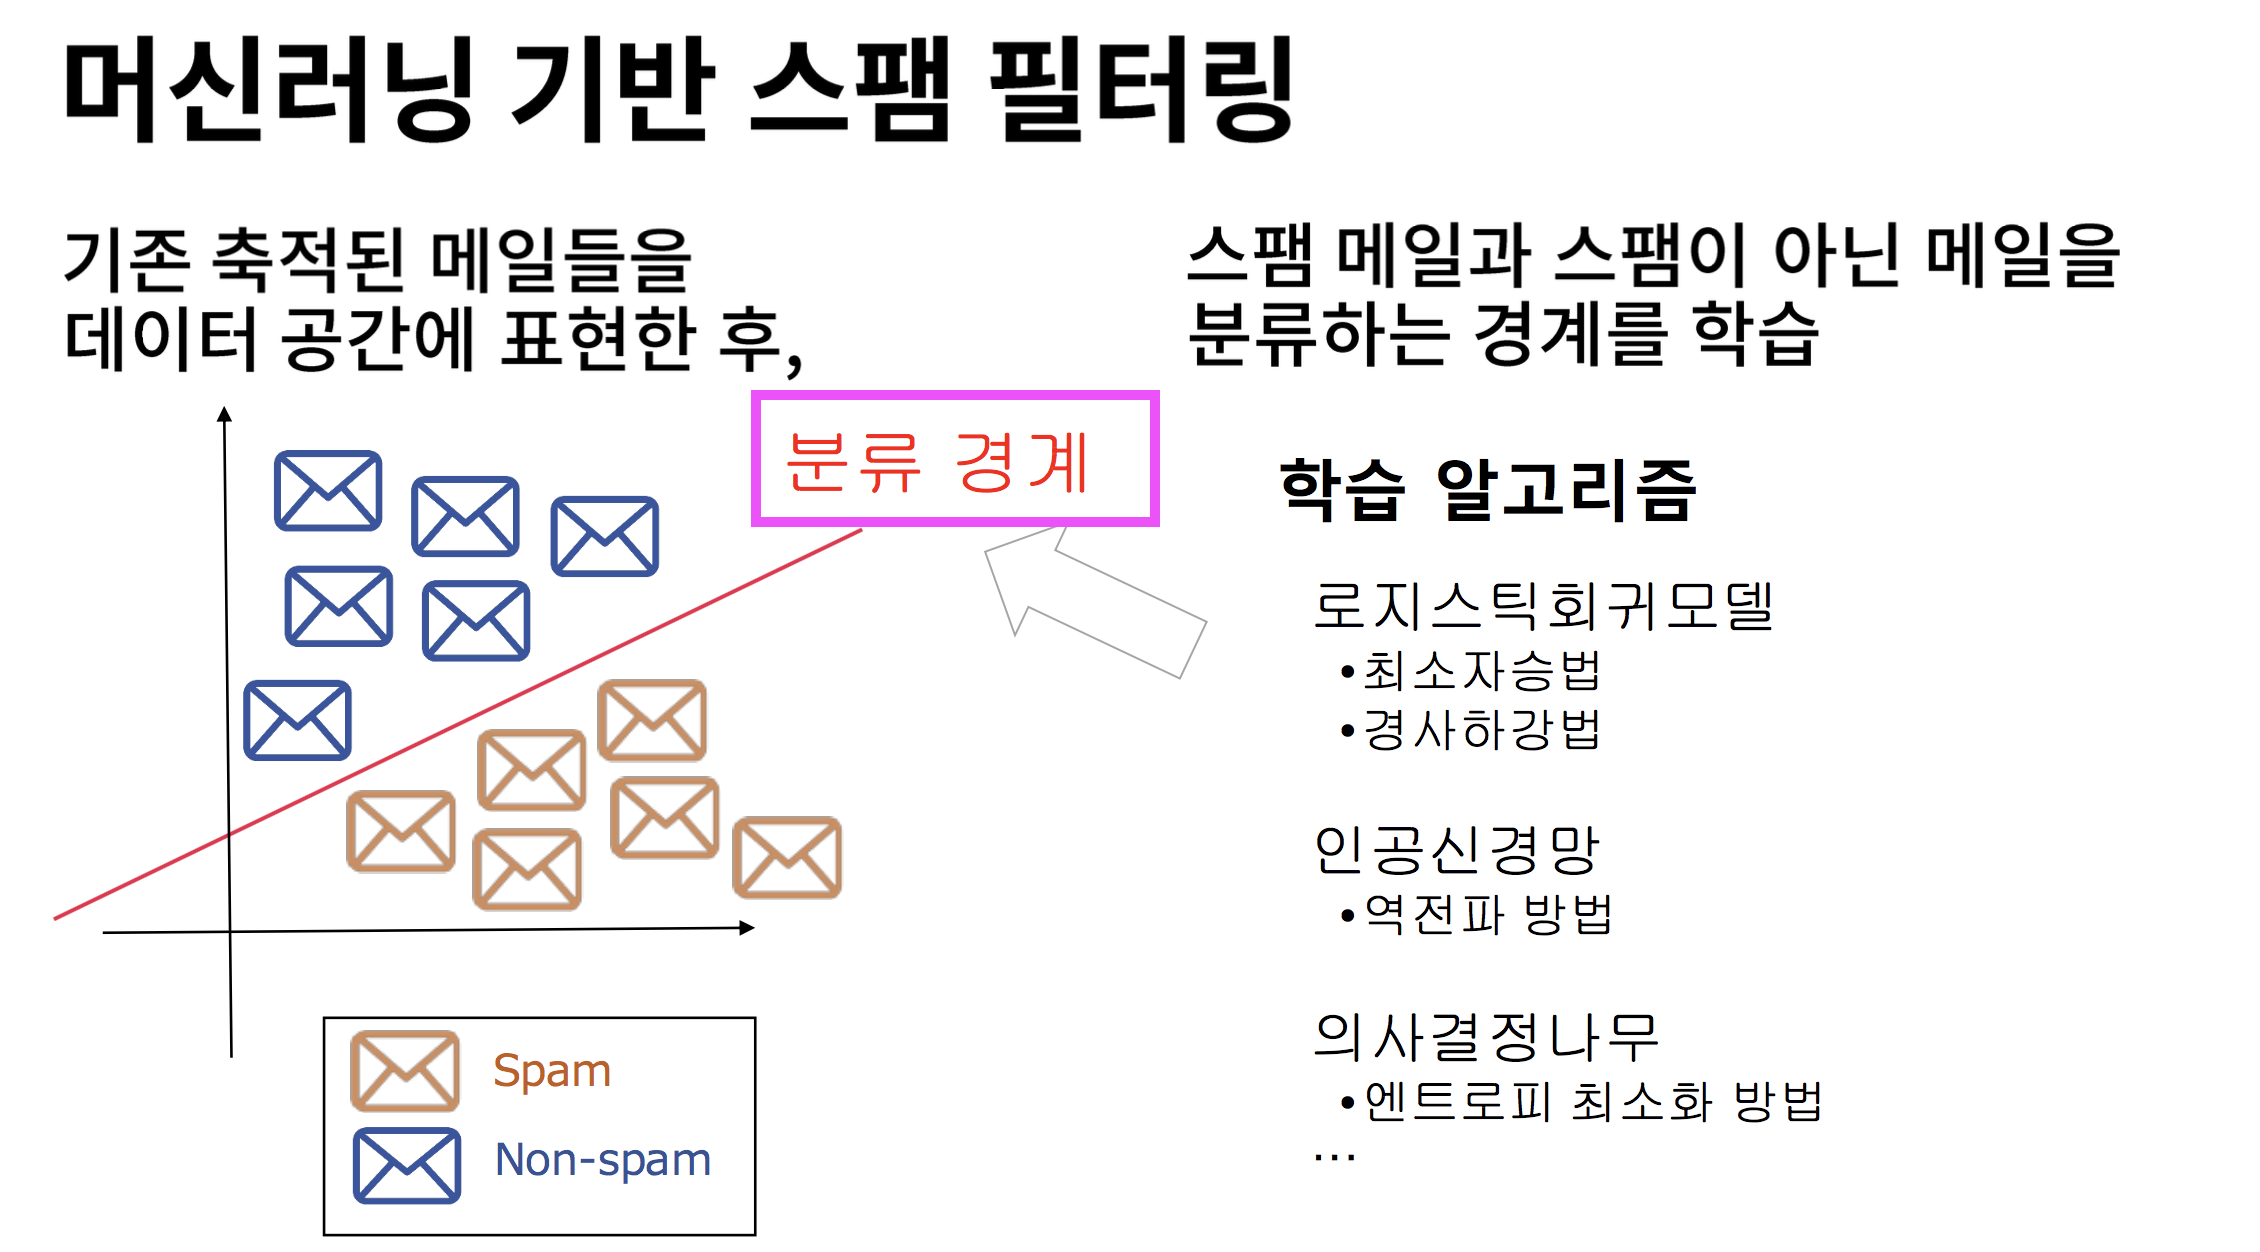 머신러닝 기반 스팸 필터링
기존 축적된 메일들을
데이터 공간에 표현한 후,
스팸 메일과 스팸이 아닌 메일을
분류하는 경계를 학습
분류 경계
Spam
Non-spam
학습 알고리즘
로지스틱회귀모델
•최소자승법
•경사하강법
인공신경망
•역전파 방법
의사결정나무
•엔트로피 최소화 방법
...